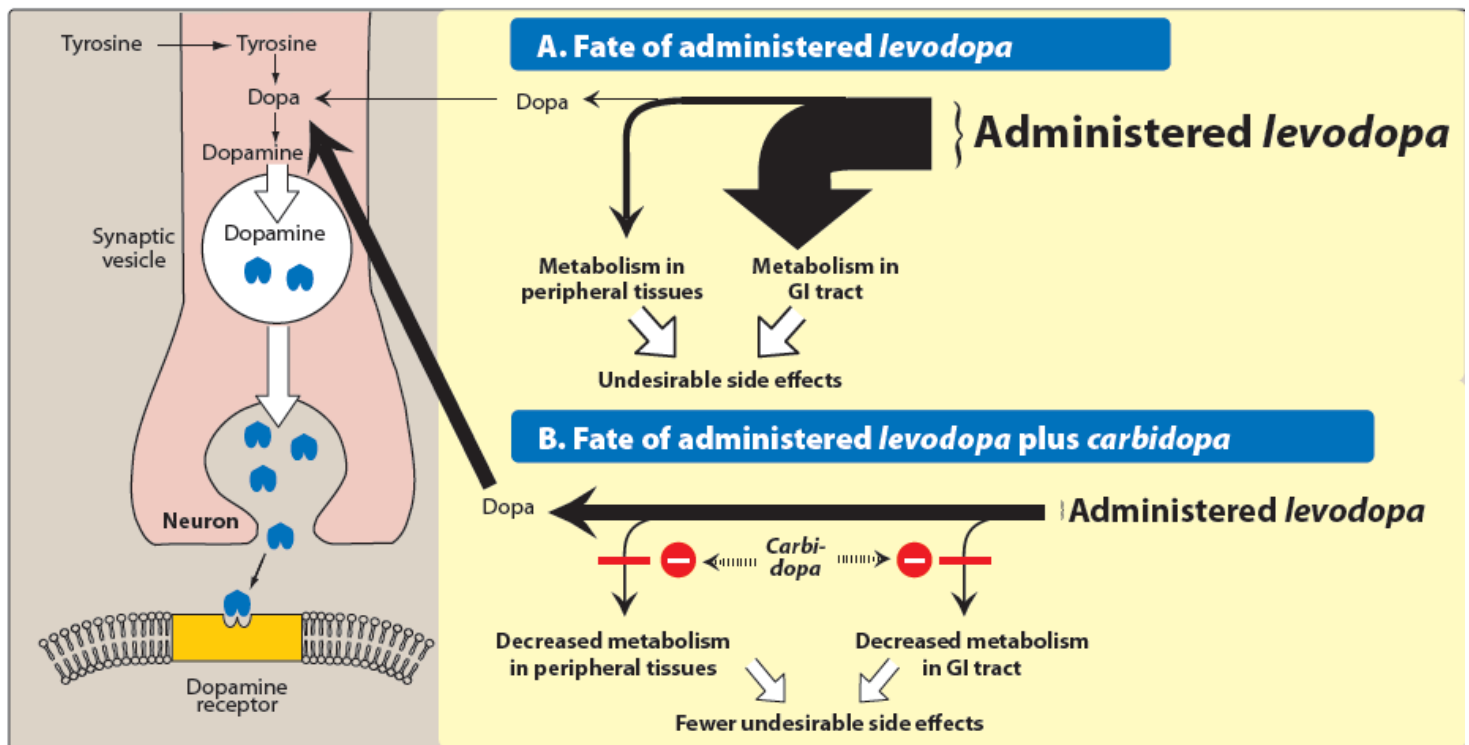 Tyrosine
Tyrosine
Dopa
Dopamine
Synaptic
vesicle
Dopamine
Neuron
Dopamine
receptor
A. Fate of administered levodopa
Dopa
Administered levodopa
Metabolism in
peripheral tissues
Metabolism in
GI tract
Undesirable side effects
B. Fate of administered levodopa plus carbidopa
Dopa
Administered levodopa
Carbi-
dopa
Decreased metabolism
in peripheral tissues
Decreased metabolism
in GI tract
Fewer undesirable side effects